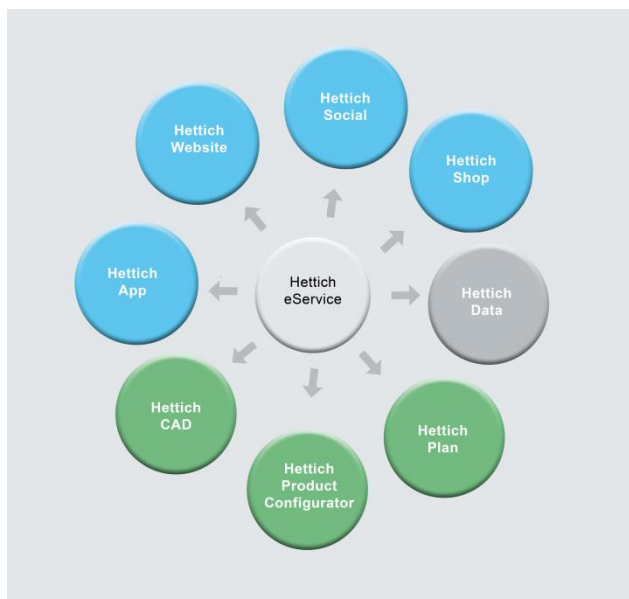 Hettich
Social
Hettich
Website
Hettich
Shop
Hettich
App
Hettich
eService
Hettich
Data
Hettich
CAD
Hettich
Plan
Hettich
Product
Configurator